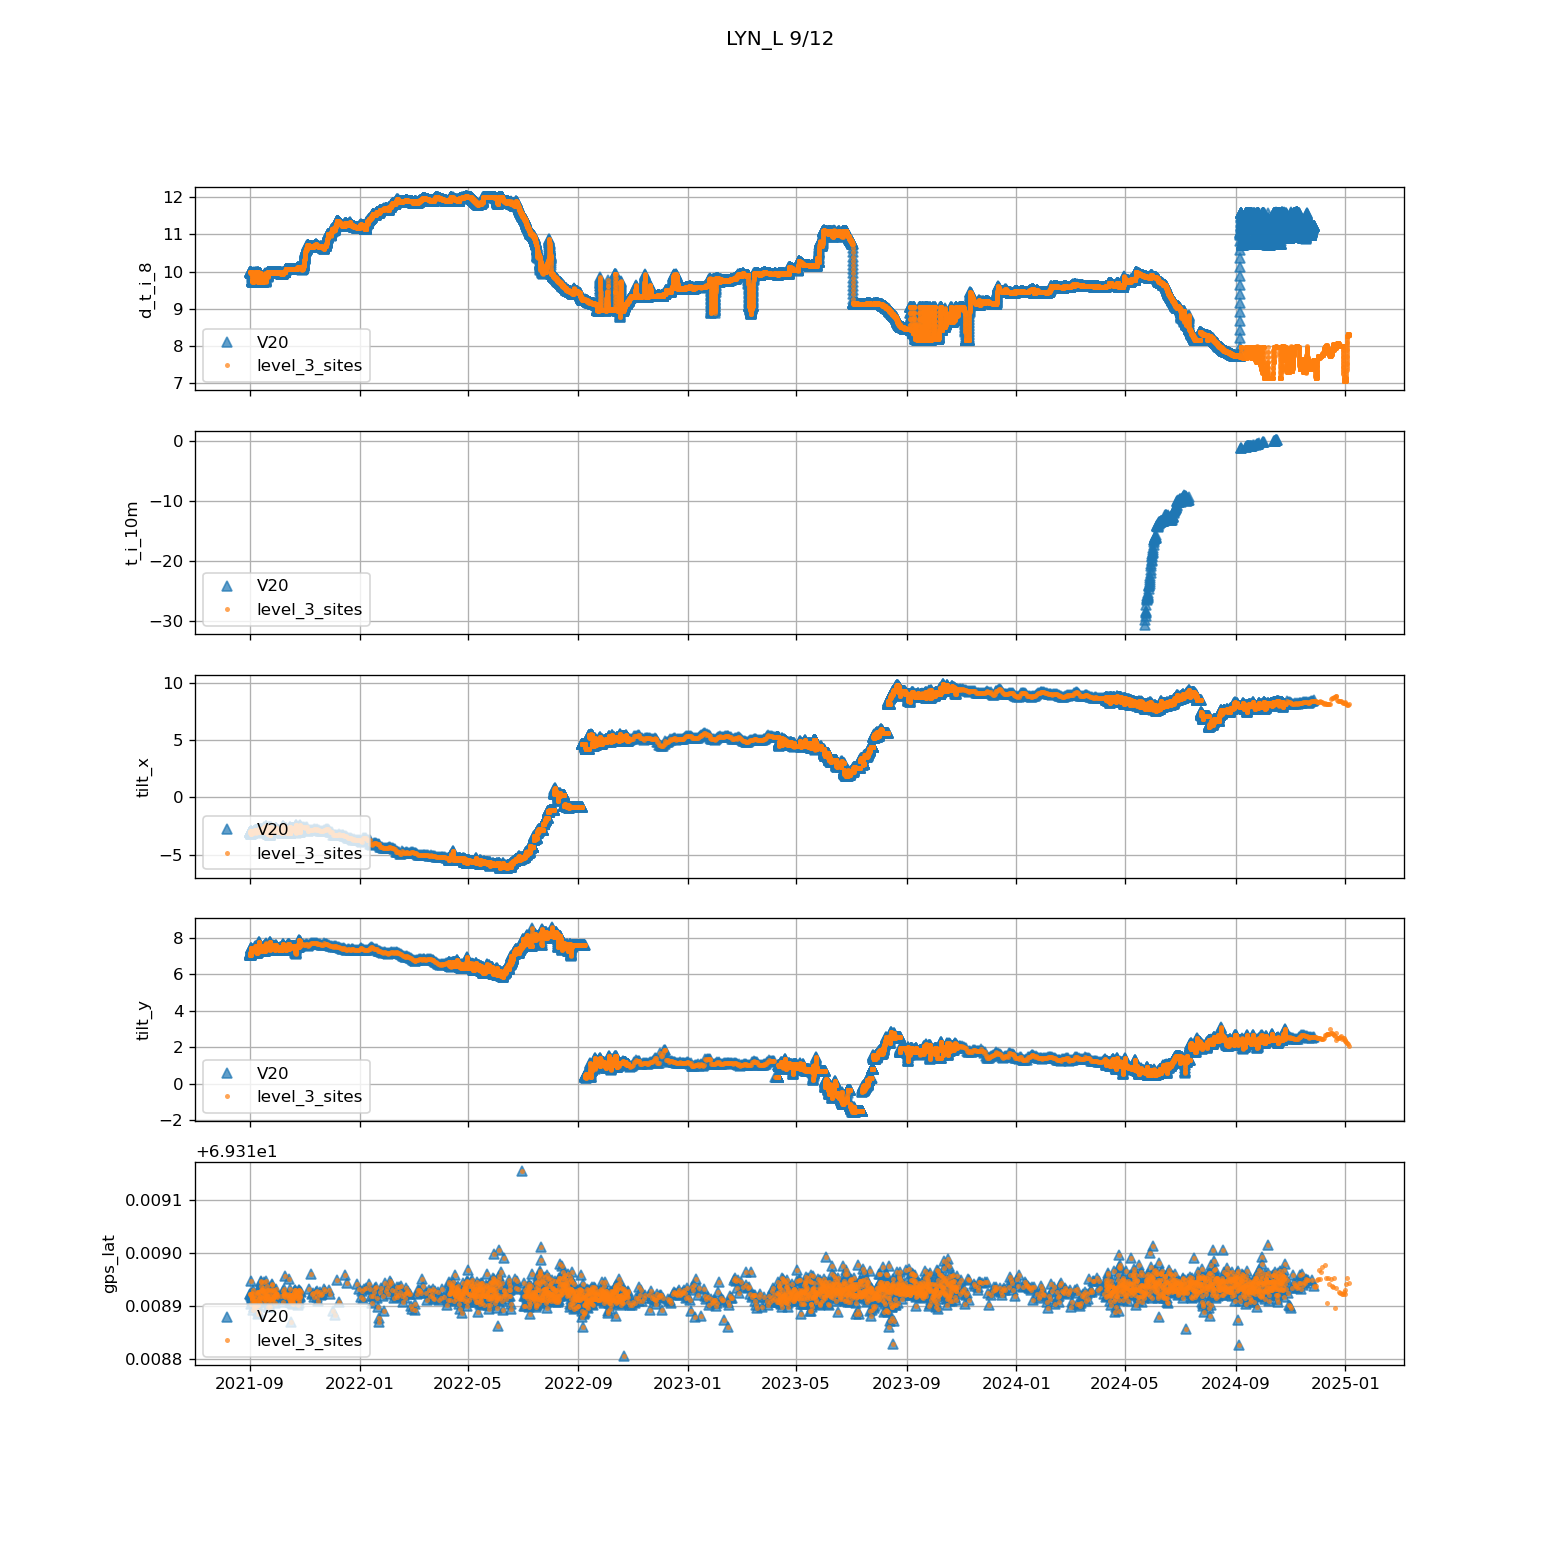 LYN_L 9/12
12
11
10
9
8
7
d_t_i_8
V20
level_3_sites
0
−10
−20
−30
t_i_10m
V20
level_3_sites
10
5
0
−5
tilt_x
V20
level_3_sites
8
6
4
2
0
−2
tilt_y
V20
level_3_sites
+6.931e1
0.0091
0.0090
0.0089
0.0088
gps_lat
V20
level_3_sites
2021-09 2022-01 2022-05 2022-09 2023-01 2023-05 2023-09 2024-01 2024-05 2024-09 2025-01